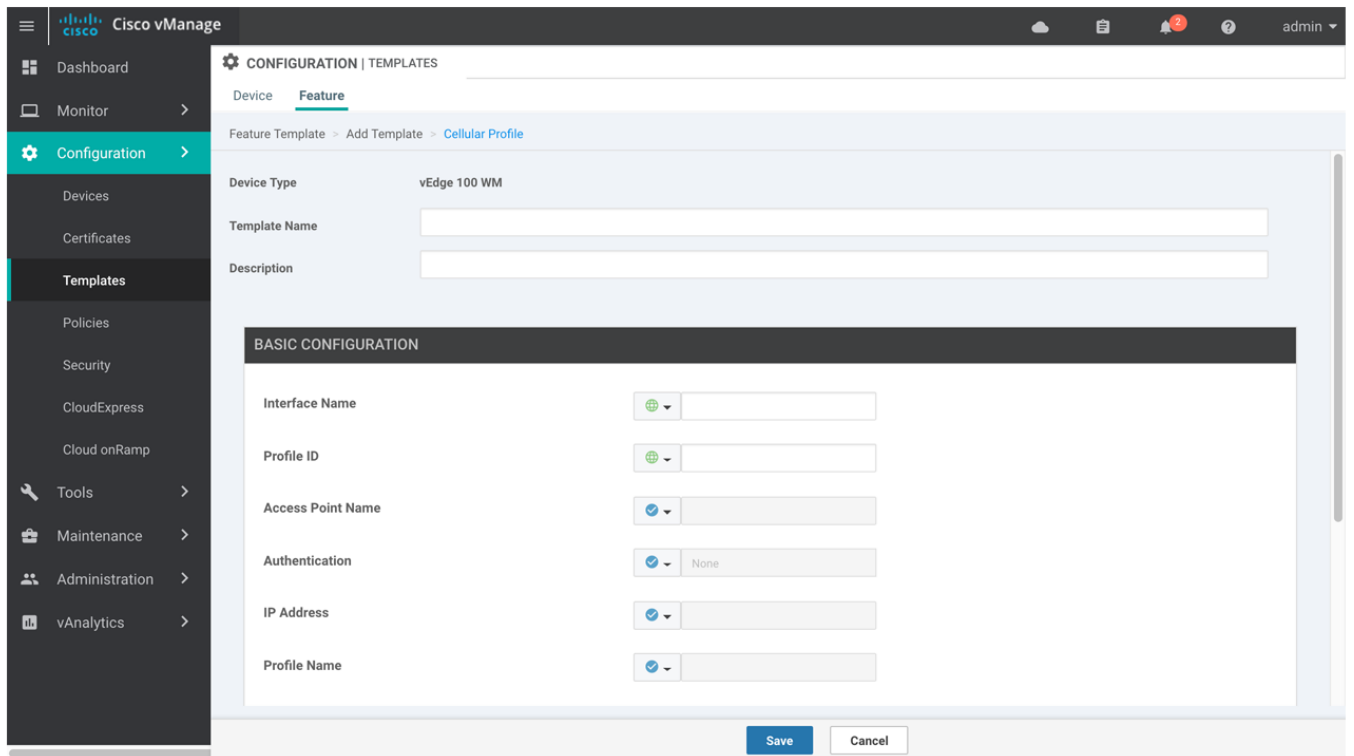 cisco Cisco vManage
2
admin
Dashboard
Monitor
Configuration
Devices
Certificates
Templates
Policies
Security
CloudExpress
Cloud onRamp
Tools
Maintenance
Administration
vAnalytics
CONFIGURATION | TEMPLATES
Device Feature
Feature Template > Add Template > Cellular Profile
Device Type vEdge 100 WM
Template Name
Description
BASIC CONFIGURATION
Interface Name
Profile ID
Access Point Name
Authentication None
IP Address
Profile Name
Save Cancel